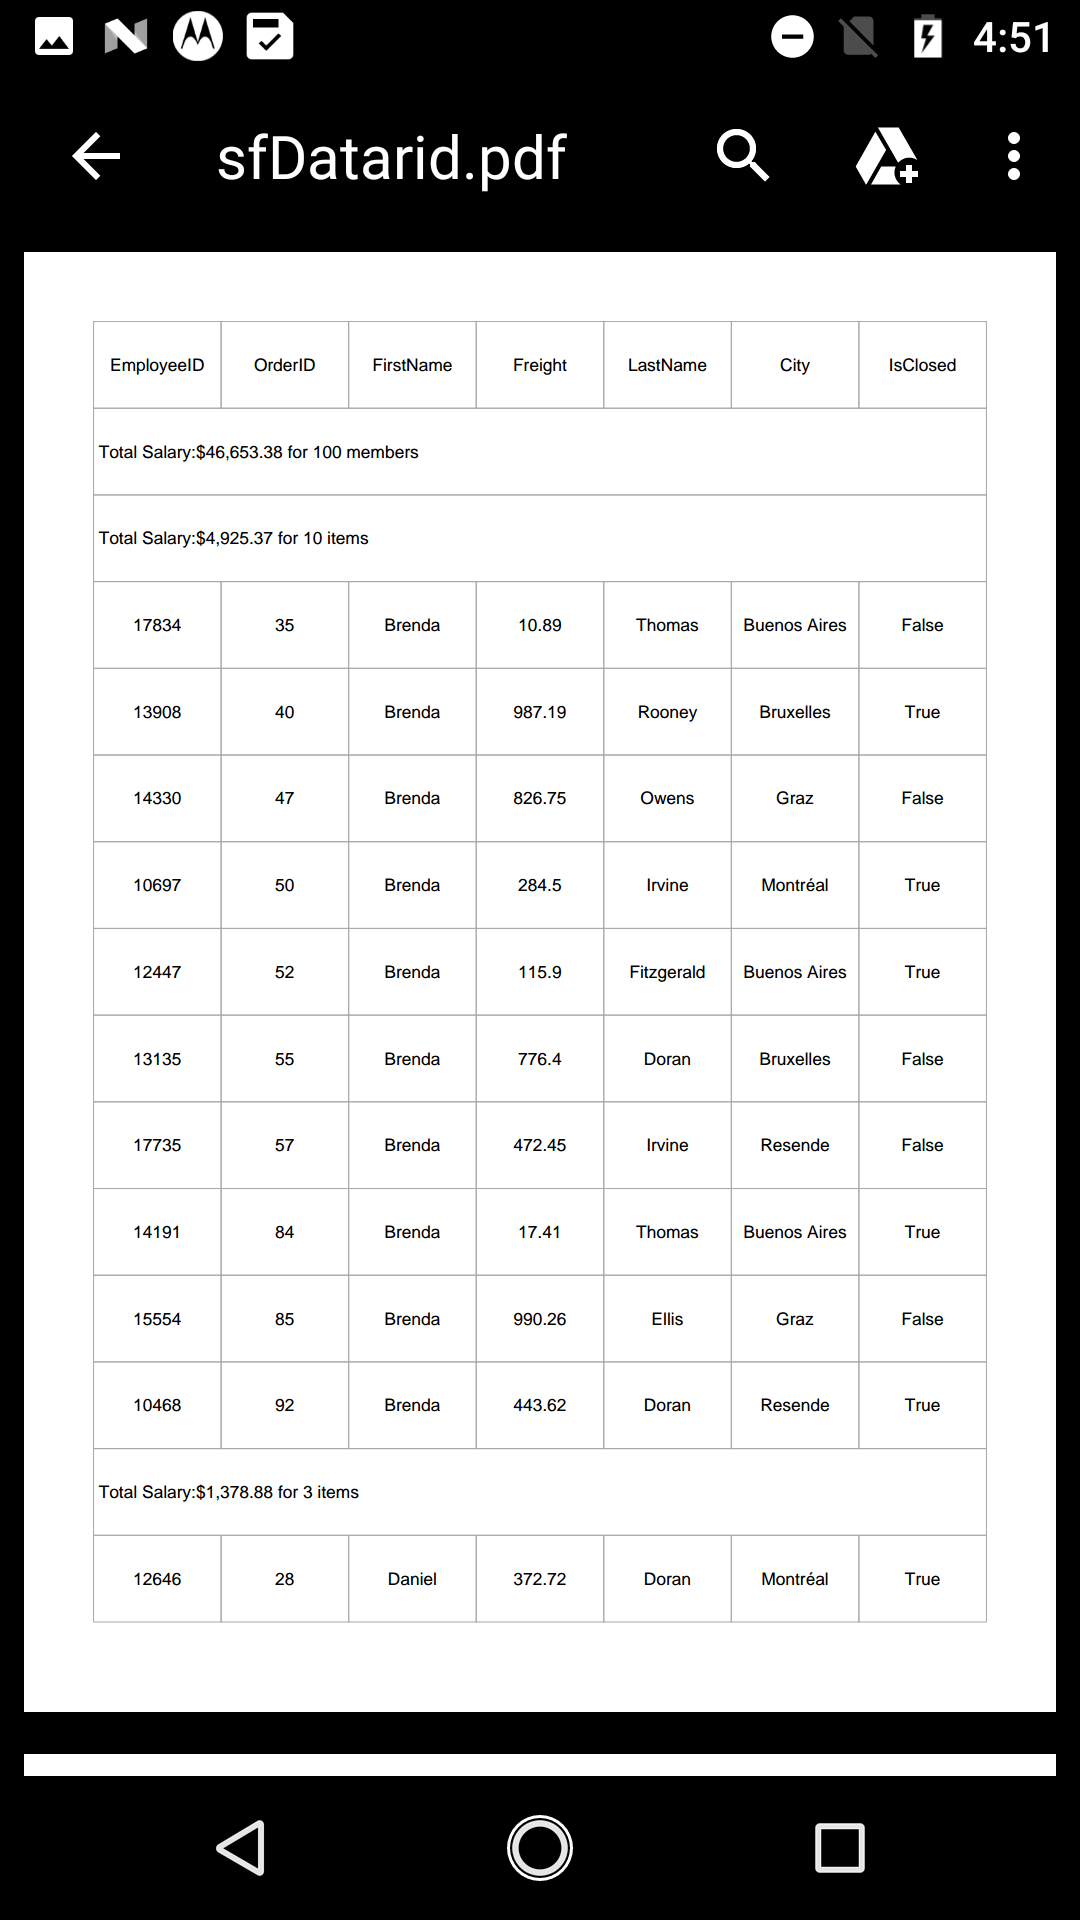 4:51
sfDatarid.pdf
EmployeeID OrderID FirstName Freight LastName City IsClosed
Total Salary:$46,653.38 for 100 members
Total Salary:$4,925.37 for 10 items
17834 35 Brenda 10.89 Thomas Buenos Aires False
13908 40 Brenda 987.19 Rooney Bruxelles True
14330 47 Brenda 826.75 Owens Graz False
10697 50 Brenda 284.5 Irvine Montréal True
12447 52 Brenda 115.9 Fitzgerald Buenos Aires True
13135 55 Brenda 776.4 Doran Bruxelles False
17735 57 Brenda 472.45 Irvine Resende False
14191 84 Brenda 17.41 Thomas Buenos Aires True
15554 85 Brenda 990.26 Ellis Graz False
10468 92 Brenda 443.62 Doran Resende True
Total Salary:$1,378.88 for 3 items
12646 28 Daniel 372.72 Doran Montréal True